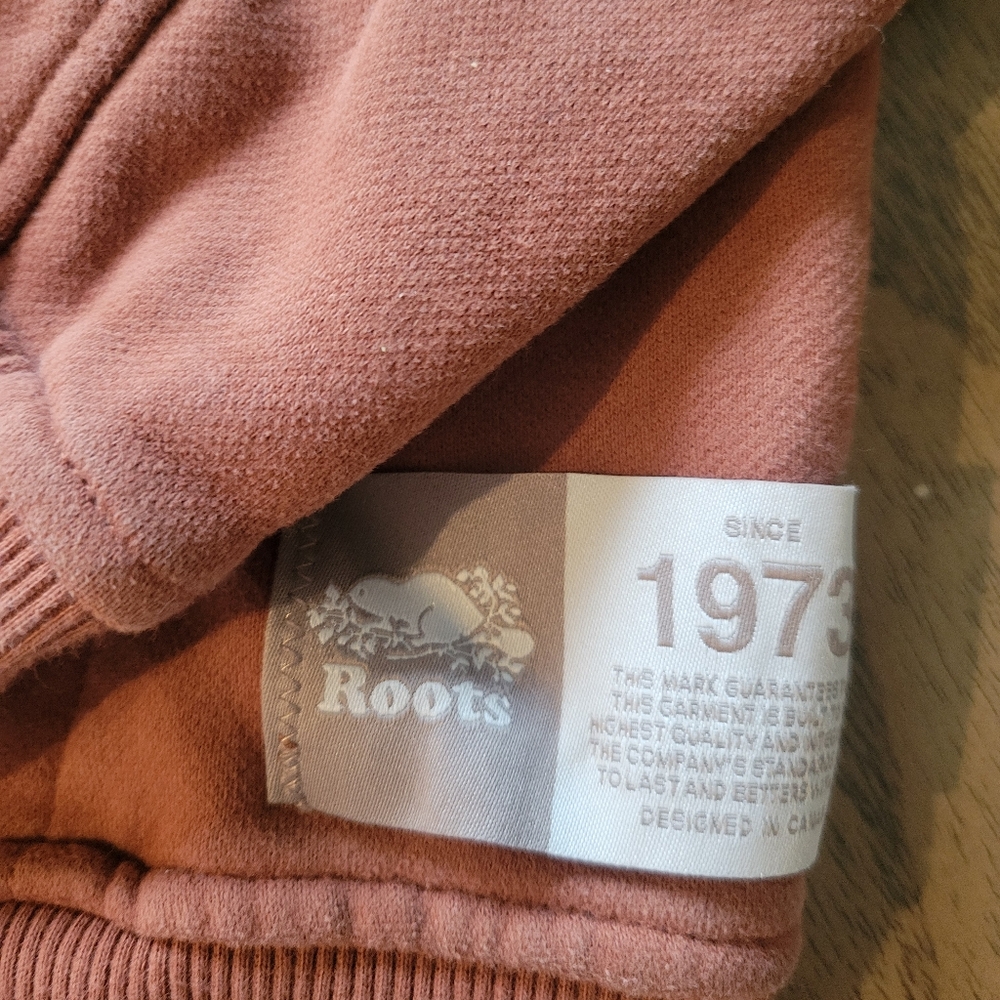 Roots
SINCE
1973
THIS MARK GUARANTEES
THIS GARMENT IS BUILT
HIGHEST QUALITY AND
THE COMPANY'S
TO LAST AND BETTERS
DESIGNED IN